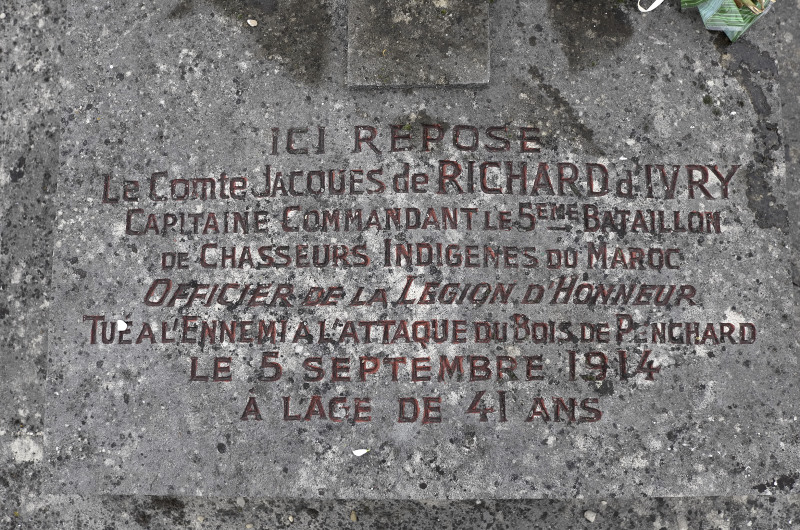 ICI REPOSE
Le Comte JACQUES de RICHARD d'IVRY
CAPITAINE COMMANDANT LE 5EME BATAILLON
DE CHASSEURS INDIGENES DU MAROC
OFFICIER DE LA LEGION D'HONNEUR
TUÉ A L'ENNEMI A L'ATTAQUE DU BOIS DE PENCHARD
LE 5 SEPTEMBRE 1914
A L'AGE DE 41 ANS